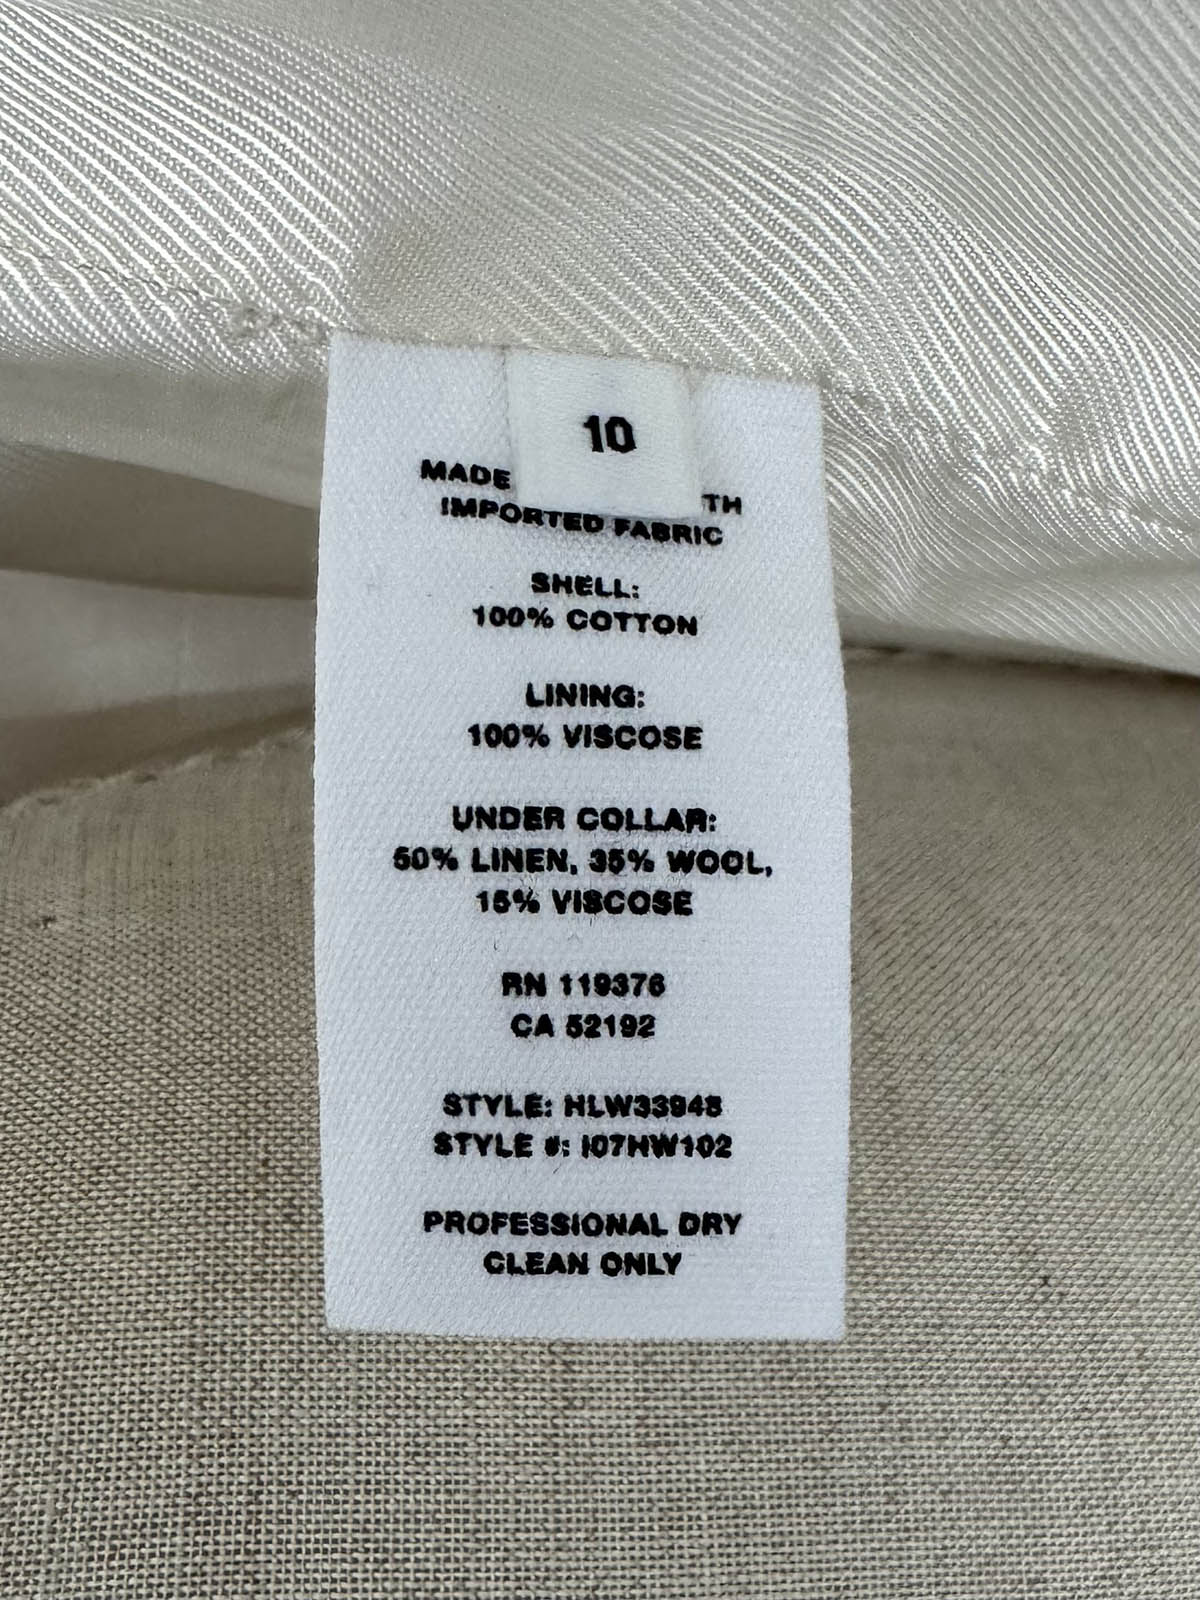 10
MADE TH
IMPORTED FABRIC
SHELL:
100% COTTON
LINING:
100% VISCOSE
UNDER COLLAR:
50% LINEN, 35% WOOL,
15% VISCOSE
RN 119376
CA 52192
STYLE: HLW33948
STYLE #: I07HW102
PROFESSIONAL DRY
CLEAN ONLY